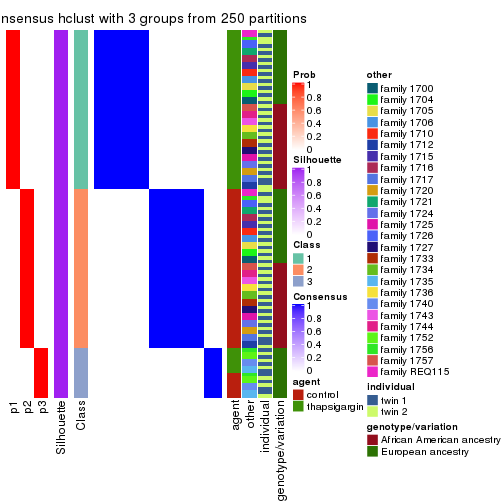 nsensus hclust with 3 groups from 250 partitions
p1
p2
p3
Silhouette
Class
agent
other
individual
genotype/variation
Prob
1
0.8
0.6
0.4
0.2
0
Silhouette
1
0.8
0.6
0.4
0.2
0
Class
1
2
3
Consensus
1
0.8
0.6
0.4
0.2
0
agent
control
thapsigargin
other
family 1700
family 1704
family 1705
family 1706
family 1710
family 1712
family 1715
family 1716
family 1717
family 1720
family 1721
family 1724
family 1725
family 1726
family 1727
family 1733
family 1734
family 1735
family 1736
family 1740
family 1743
family 1744
family 1752
family 1756
family 1757
family REQ115
individual
twin 1
twin 2
genotype/variation
African American ancestry
European ancestry